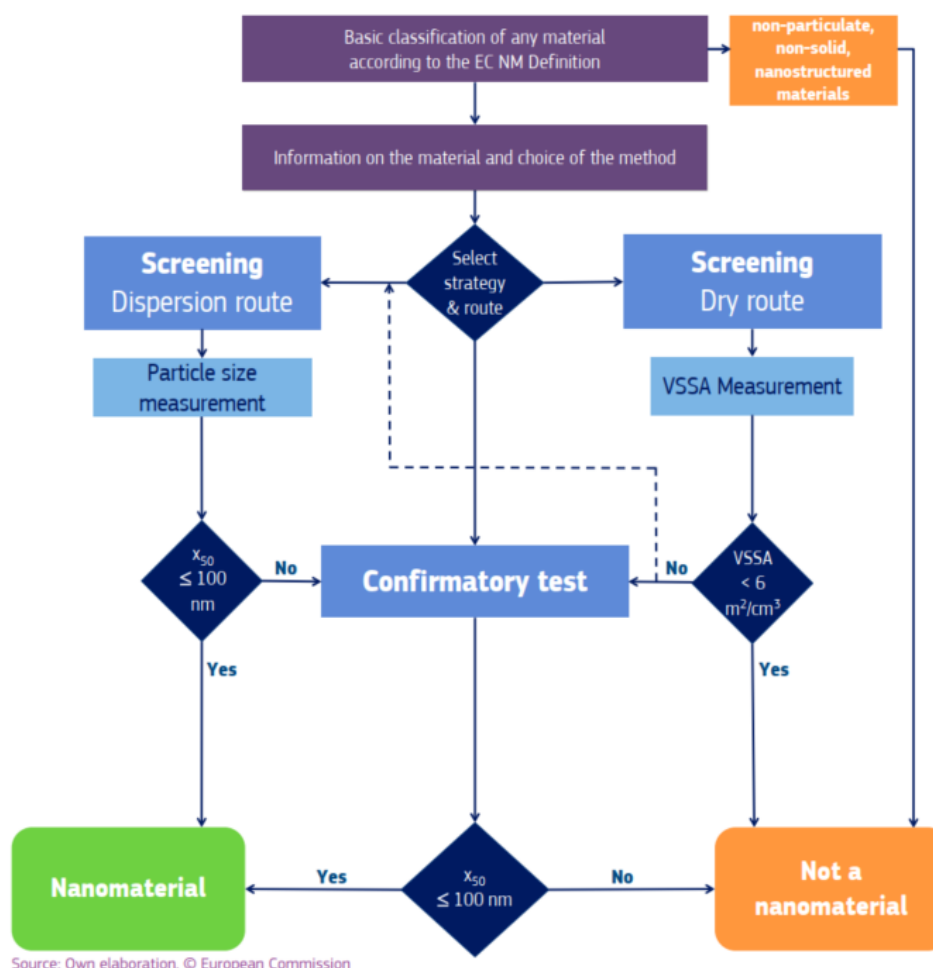 Basic classification of any material
according to the EC NM Definition
non-particulate,
non-solid,
nanostructured
materials
Information on the material and choice of the method
Select
strategy
& route
Screening
Dispersion route
Screening
Dry route
Particle size
measurement
VSSA Measurement
x₅₀
≤ 100
nm
No
Confirmatory test
No
VSSA
< 6
m²/cm³
Yes
Yes
Nanomaterial
Yes
x₅₀
≤ 100 nm
No
Not a
nanomaterial
Source: Own elaboration. © European Commission